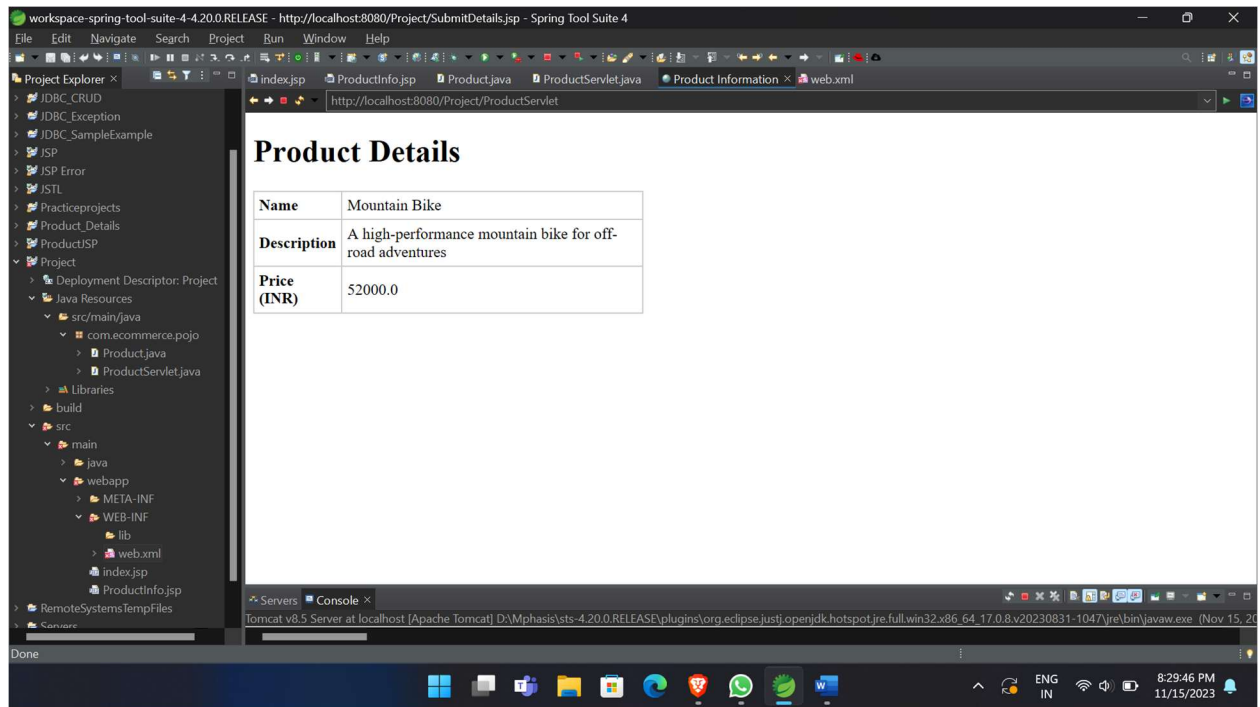 workspace-spring-tool-suite-4-4.20.0.RELEASE - http://localhost:8080/Project/SubmitDetails.jsp - Spring Tool Suite 4
File Edit Navigate Search Project Run Window Help
Project Explorer
index.jsp ProductInfo.jsp Product.java ProductServlet.java Product Information web.xml
http://localhost:8080/Project/ProductServlet
JDBC_CRUD
JDBC_Exception
JDBC_SampleExample
JSP
JSP Error
JSTL
Practiceprojects
Product_Details
ProductJSP
Project
Deployment Descriptor: Project
Java Resources
src/main/java
com.ecommerce.pojo
Product.java
ProductServlet.java
Libraries
build
src
main
java
webapp
META-INF
WEB-INF
lib
web.xml
index.jsp
ProductInfo.jsp
RemoteSystemsTempFiles
Servers
Product Details
Name Mountain Bike
Description A high-performance mountain bike for off-
road adventures
Price
(INR) 52000.0
Servers Console
Tomcat v8.5 Server at localhost [Apache Tomcat] D:\Mphasis\sts-4.20.0.RELEASE\plugins\org.eclipse.justj.openjdk.hotspot.jre.full.win32.x86_64_17.0.8.v20230831-1047\jre\bin\javaw.exe (Nov 15, 20
Done
ENG
IN
8:29:46 PM
11/15/2023